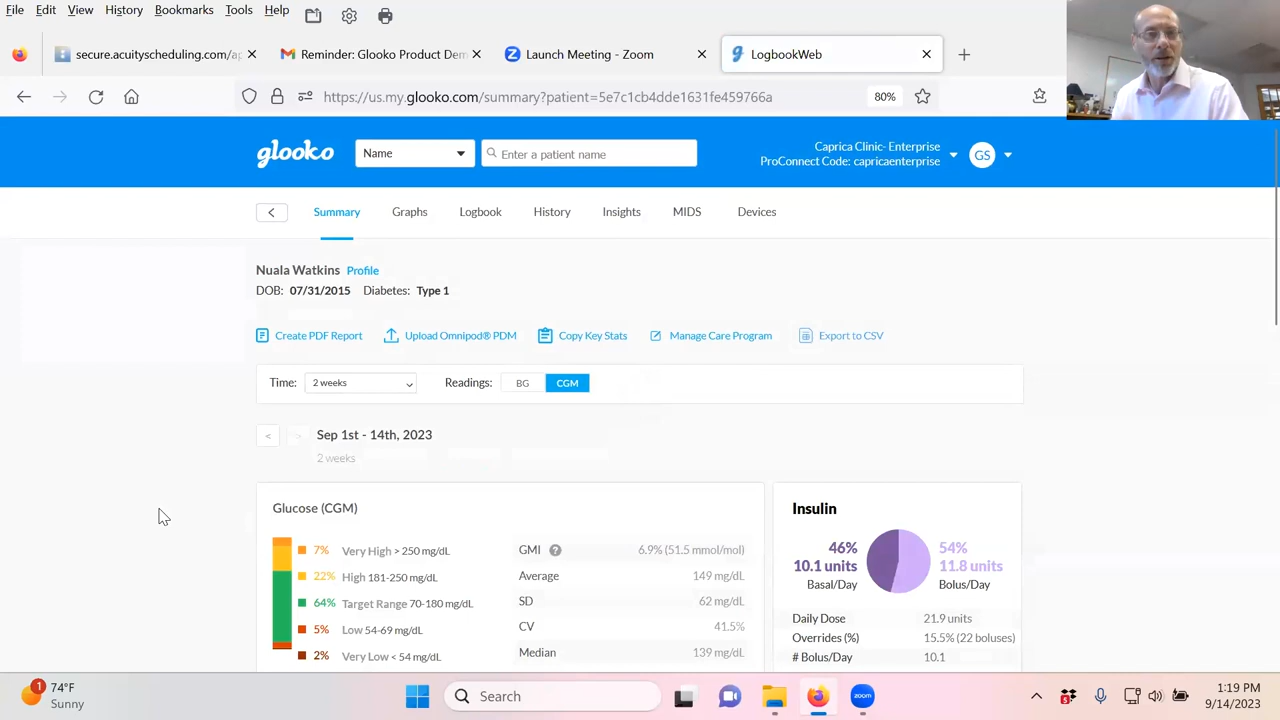 File Edit View History Bookmarks Tools Help
secure.acuityscheduling.com/ap
Reminder: Glooko Product Dem
Launch Meeting - Zoom
LogbookWeb
https://us.my.glooko.com/summary?patient=5e7c1cb4dde1631fe459766a
80%
glooko
Name
Enter a patient name
Caprica Clinic- Enterprise
ProConnect Code: capricaenterprise
GS
Summary Graphs Logbook History Insights MIDS Devices
Nuala Watkins Profile
DOB: 07/31/2015 Diabetes: Type 1
Create PDF Report Upload Omnipod® PDM Copy Key Stats Manage Care Program Export to CSV
Time: 2 weeks Readings: BG CGM
< > Sep 1st - 14th, 2023
2 weeks
Glucose (CGM)
7% Very High > 250 mg/dL
22% High 181-250 mg/dL
64% Target Range 70-180 mg/dL
5% Low 54-69 mg/dL
2% Very Low < 54 mg/dL
GMI ? 6.9% (51.5 mmol/mol)
Average 149 mg/dL
SD 62 mg/dL
CV 41.5%
Median 139 mg/dL
Insulin
46% 54%
10.1 units 11.8 units
Basal/Day Bolus/Day
Daily Dose 21.9 units
Overrides (%) 15.5% (22 boluses)
# Bolus/Day 10.1
1
74°F
Sunny
Search
zoom
S
1:19 PM
9/14/2023